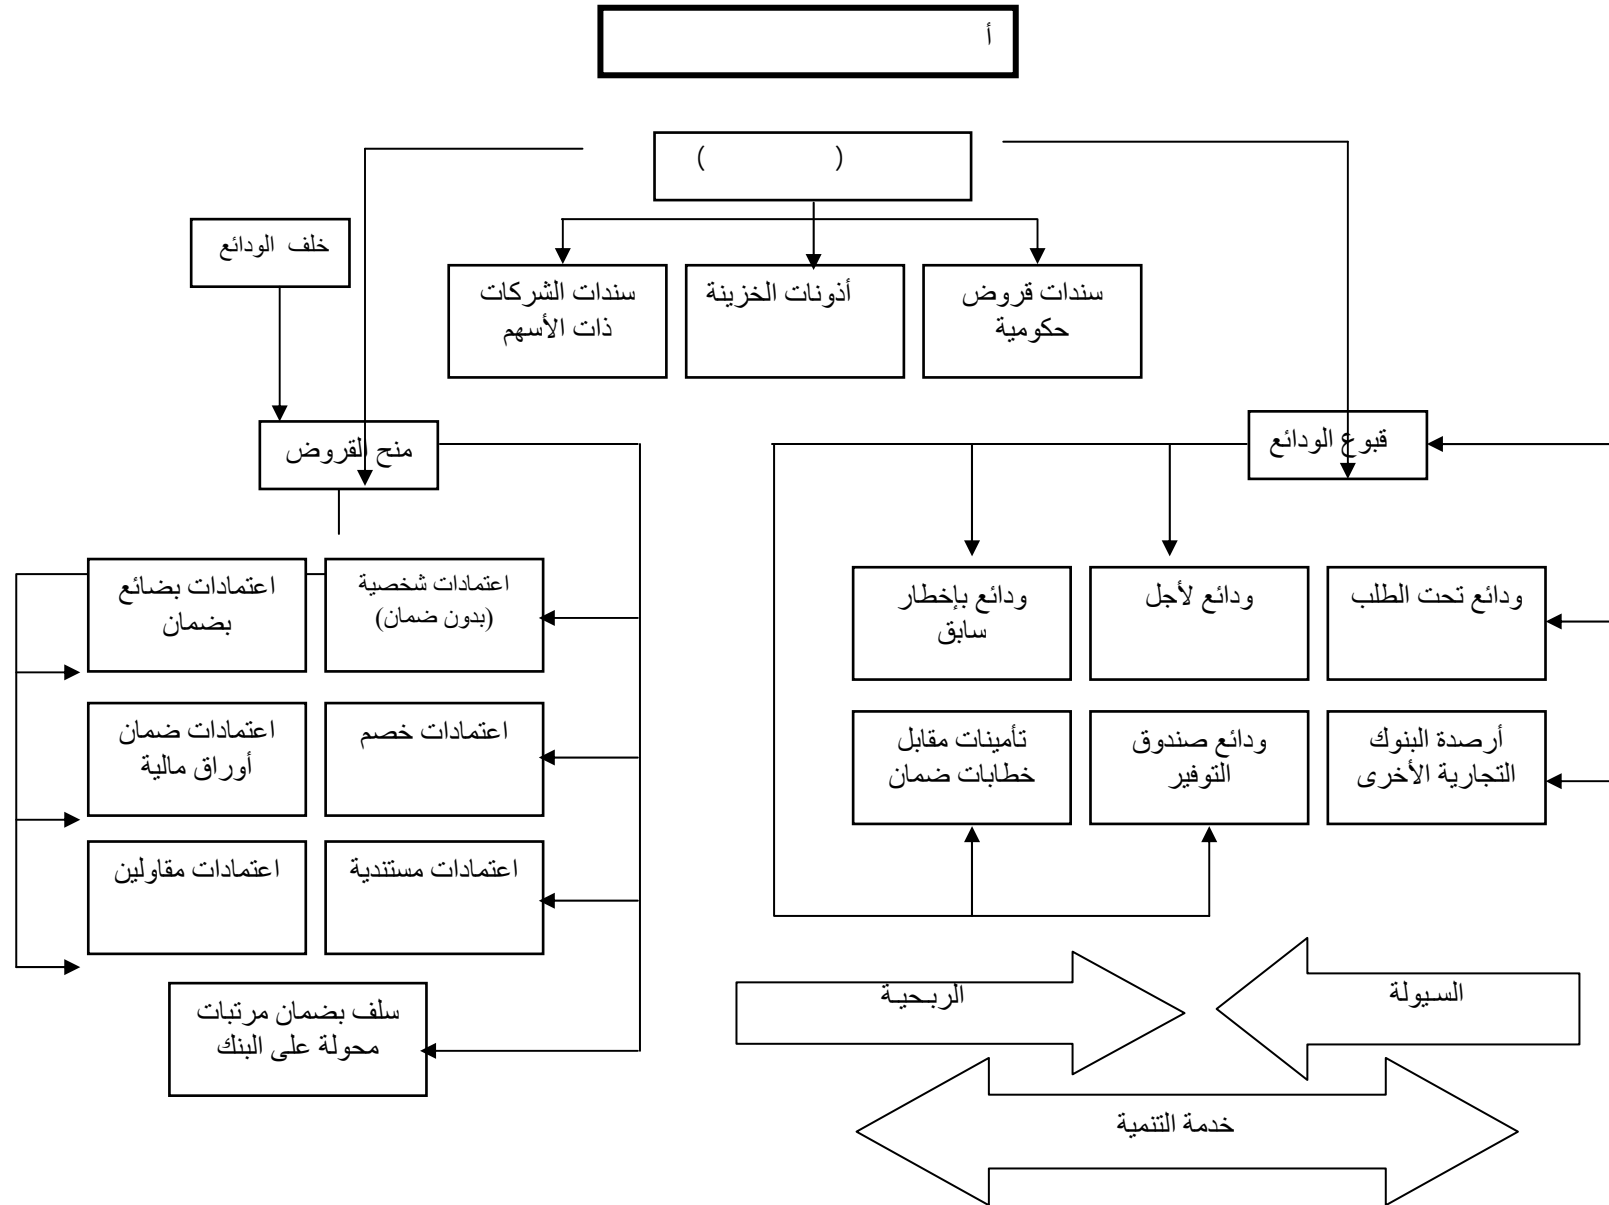 أ
( )
خلف الودائع
سندات قروض
حكومية
أذونات الخزينة
سندات الشركات
ذات الأسهم
قبوع الودائع
منح القروض
ودائع تحت الطلب
ودائع لأجل
ودائع بإخطار
سابق
اعتمادات شخصية
(بدون ضمان)
اعتمادات بضائع
بضمان
أرصدة البنوك
التجارية الأخرى
ودائع صندوق
التوفير
تأمينات مقابل
خطابات ضمان
اعتمادات خصم
اعتمادات ضمان
أوراق مالية
اعتمادات مستندية
اعتمادات مقاولين
السيولة
الربحية
سلف بضمان مرتبات
محولة على البنك
خدمة التنمية